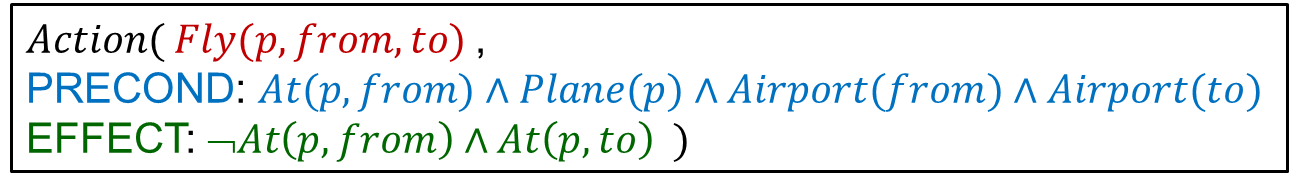 Action( Fly(p, from, to) ,
PRECOND: At(p, from) ∧ Plane(p) ∧ Airport(from) ∧ Airport(to)
EFFECT: ¬At(p, from) ∧ At(p, to) )